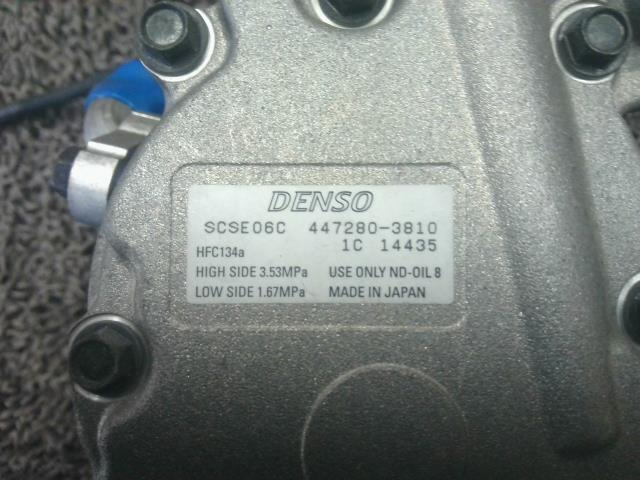 DENSO
SCSE06C 447280-3810
1C 14435
HFC134a
HIGH SIDE 3.53MPa USE ONLY ND-OIL 8
LOW SIDE 1.67MPa MADE IN JAPAN